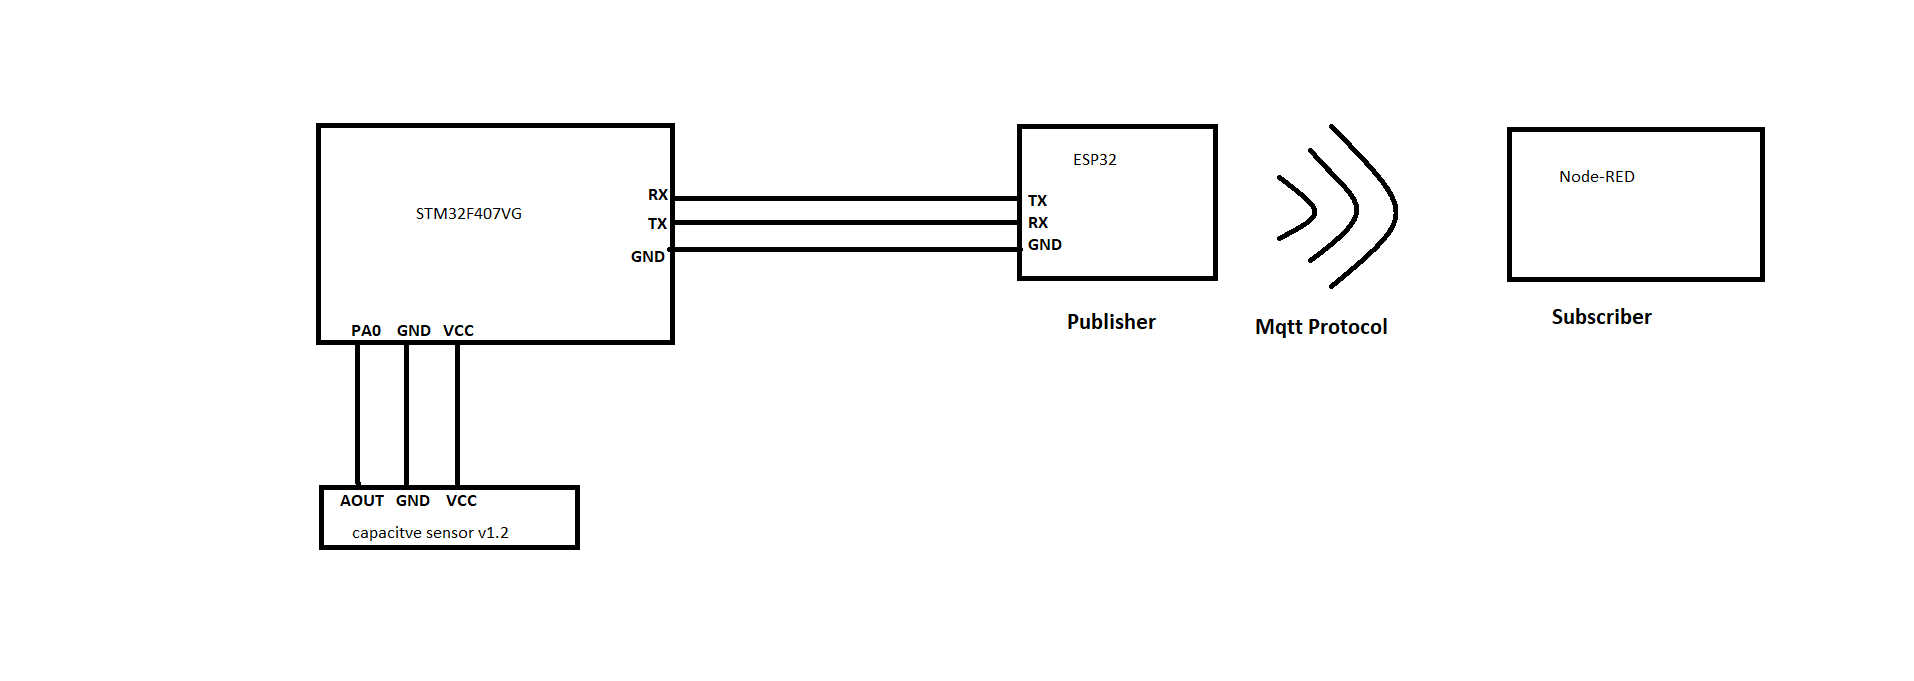 STM32F407VG
RX
TX
GND
PA0 GND VCC
AOUT GND VCC
capacitve sensor v1.2
ESP32
TX
RX
GND
Publisher
Mqtt Protocol
Node-RED
Subscriber